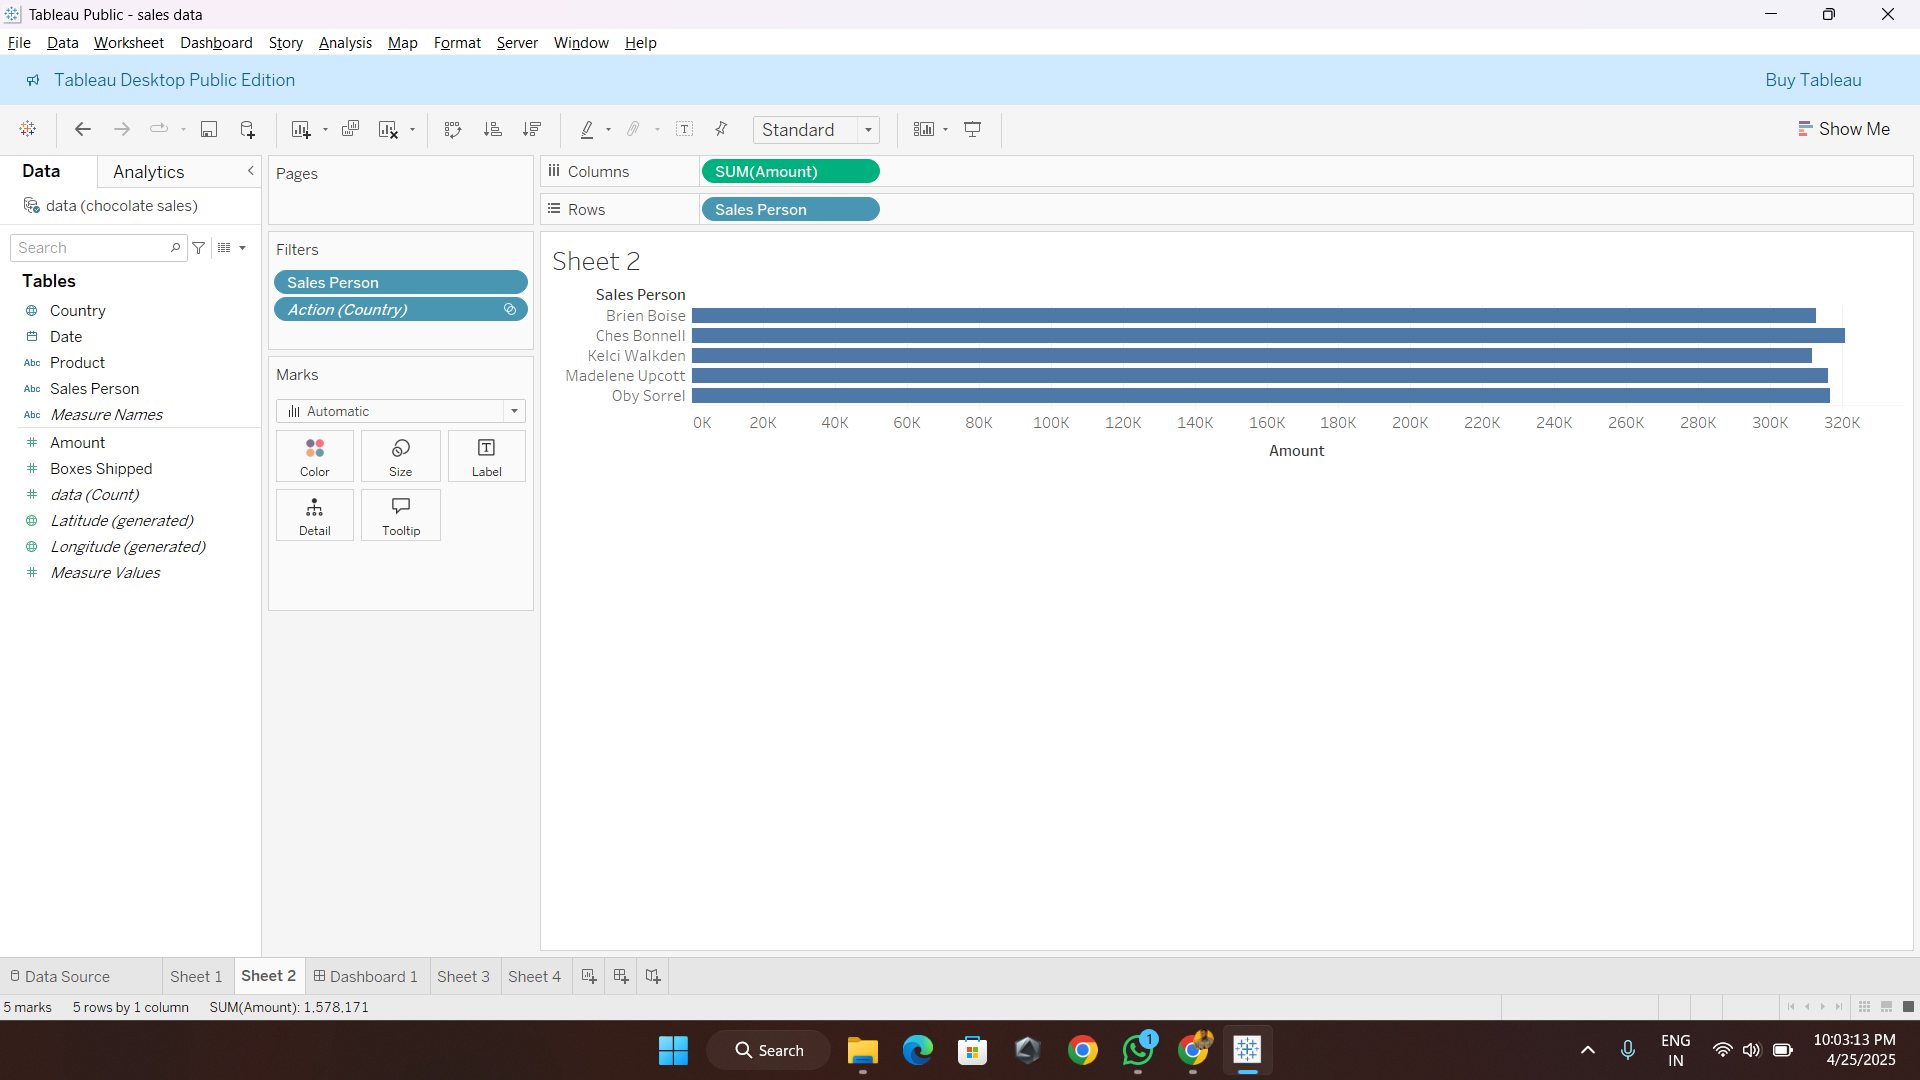 Tableau Public - sales data
File Data Worksheet Dashboard Story Analysis Map Format Server Window Help
Tableau Desktop Public Edition
Buy Tableau
Standard
Show Me
Data
Analytics
data (chocolate sales)
Search
Tables
Country
Date
Abc Product
Abc Sales Person
Abc Measure Names
Amount
Boxes Shipped
data (Count)
Latitude (generated)
Longitude (generated)
Measure Values
Pages
Filters
Sales Person
Action (Country)
Marks
Automatic
Color
Size
Label
Detail
Tooltip
Columns
SUM(Amount)
Rows
Sales Person
Sheet 2
Sales Person
Brien Boise
Ches Bonnell
Kelci Walkden
Madelene Upcott
Oby Sorrel
0K 20K 40K 60K 80K 100K 120K 140K 160K 180K 200K 220K 240K 260K 280K 300K 320K
Amount
Data Source
Sheet 1
Sheet 2
Dashboard 1
Sheet 3
Sheet 4
5 marks
5 rows by 1 column
SUM(Amount): 1,578,171
Search
1
ENG
IN
10:03:13 PM
4/25/2025